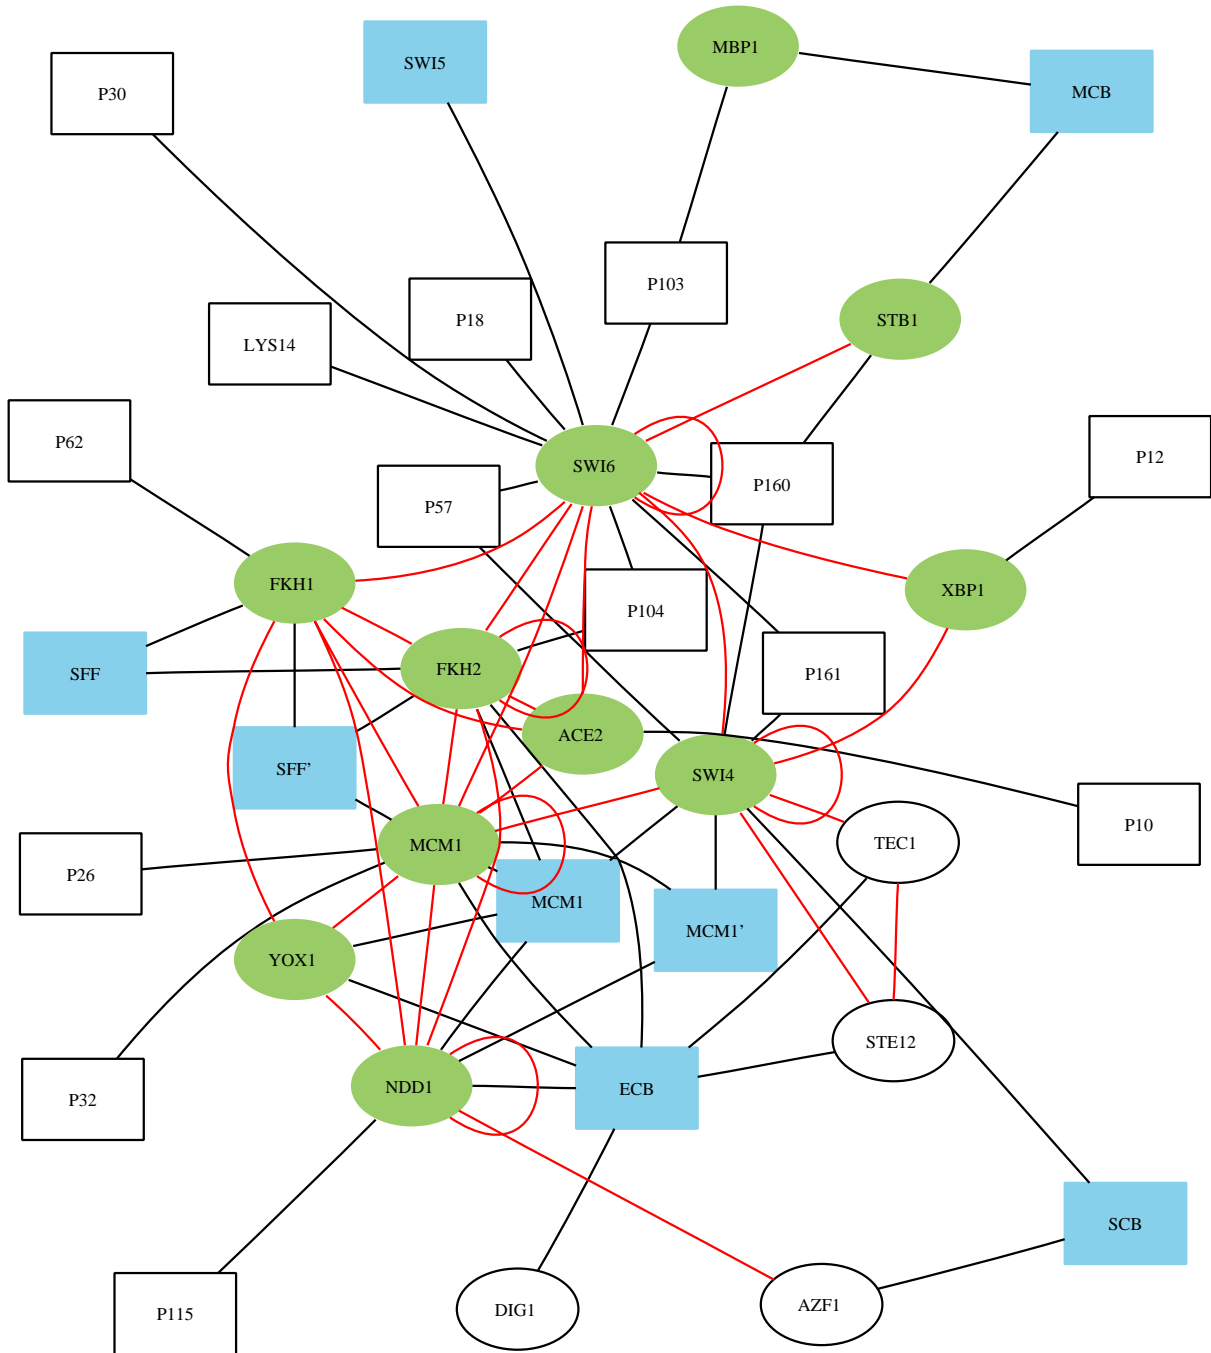 MBP1
SWI5
MCB
P30
P103
P18
STB1
LYS14
P62
P12
SWI6
P160
P57
FKH1
XBP1
P104
FKH2
SFF
P161
ACE2
SFF'
SWI4
P10
TEC1
MCM1
P26
MCM1
MCM1'
YOX1
STE12
NDD1
ECB
P32
SCB
AZF1
DIG1
P115